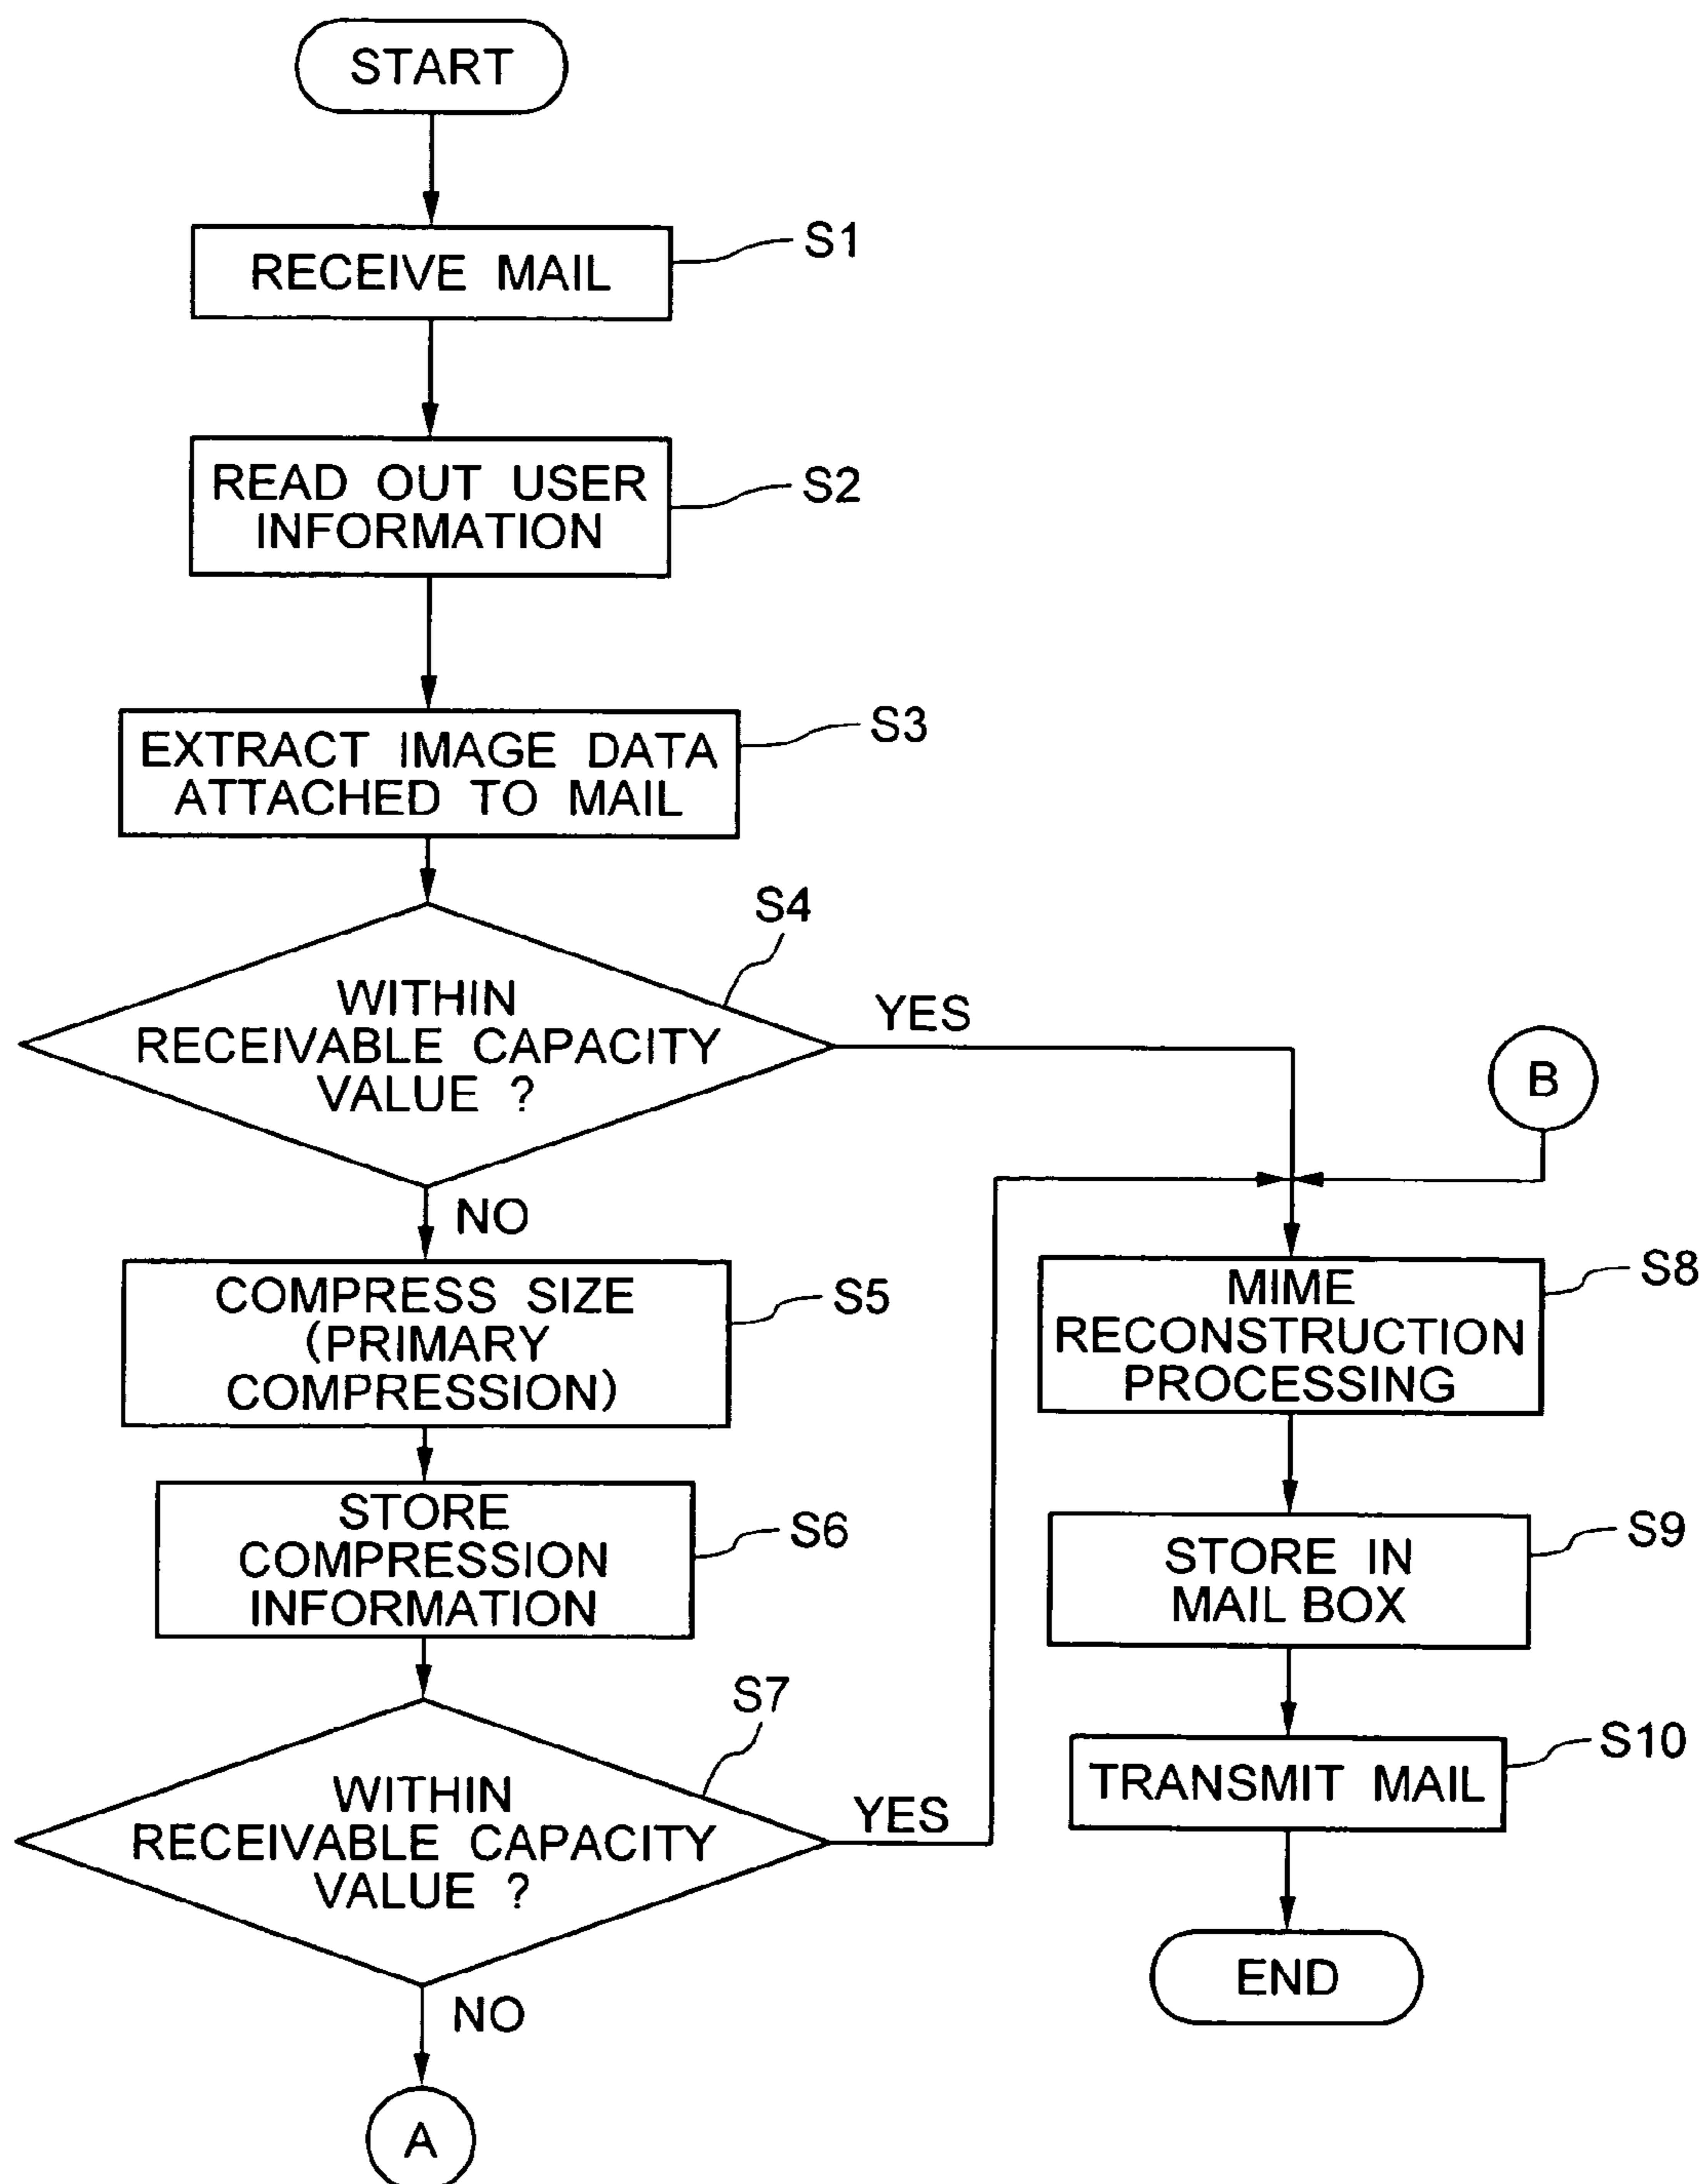 START
RECEIVE MAIL
S1
READ OUT USER
INFORMATION
S2
EXTRACT IMAGE DATA
ATTACHED TO MAIL
S3
WITHIN
RECEIVABLE CAPACITY
VALUE ?
S4
YES
NO
COMPRESS SIZE
(PRIMARY
COMPRESSION)
S5
STORE
COMPRESSION
INFORMATION
S6
WITHIN
RECEIVABLE CAPACITY
VALUE ?
S7
YES
NO
A
B
MIME
RECONSTRUCTION
PROCESSING
S8
STORE IN
MAIL BOX
S9
TRANSMIT MAIL
S10
END